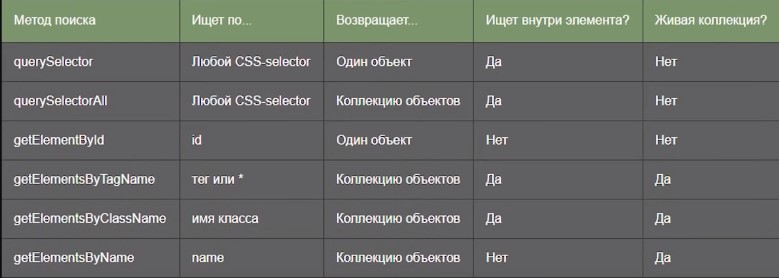 Метод поиска Ищет по... Возвращает... Ищет внутри элемента? Живая коллекция?
querySelector Любой CSS-selector Один объект Да Нет
querySelectorAll Любой CSS-selector Коллекцию объектов Да Нет
getElementById id Один объект Нет Нет
getElementsByTagName тег или * Коллекцию объектов Да Да
getElementsByClassName имя класса Коллекцию объектов Да Да
getElementsByName name Коллекцию объектов Нет Да